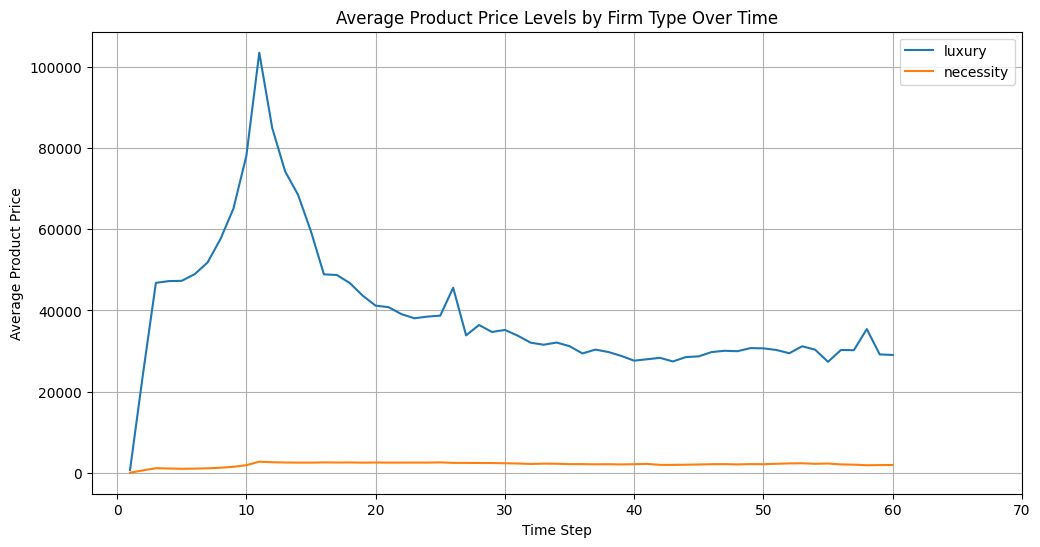 Average Product Price Levels by Firm Type Over Time
luxury
necessity
Average Product Price
100000
80000
60000
40000
20000
0
0 10 20 30 40 50 60 70
Time Step